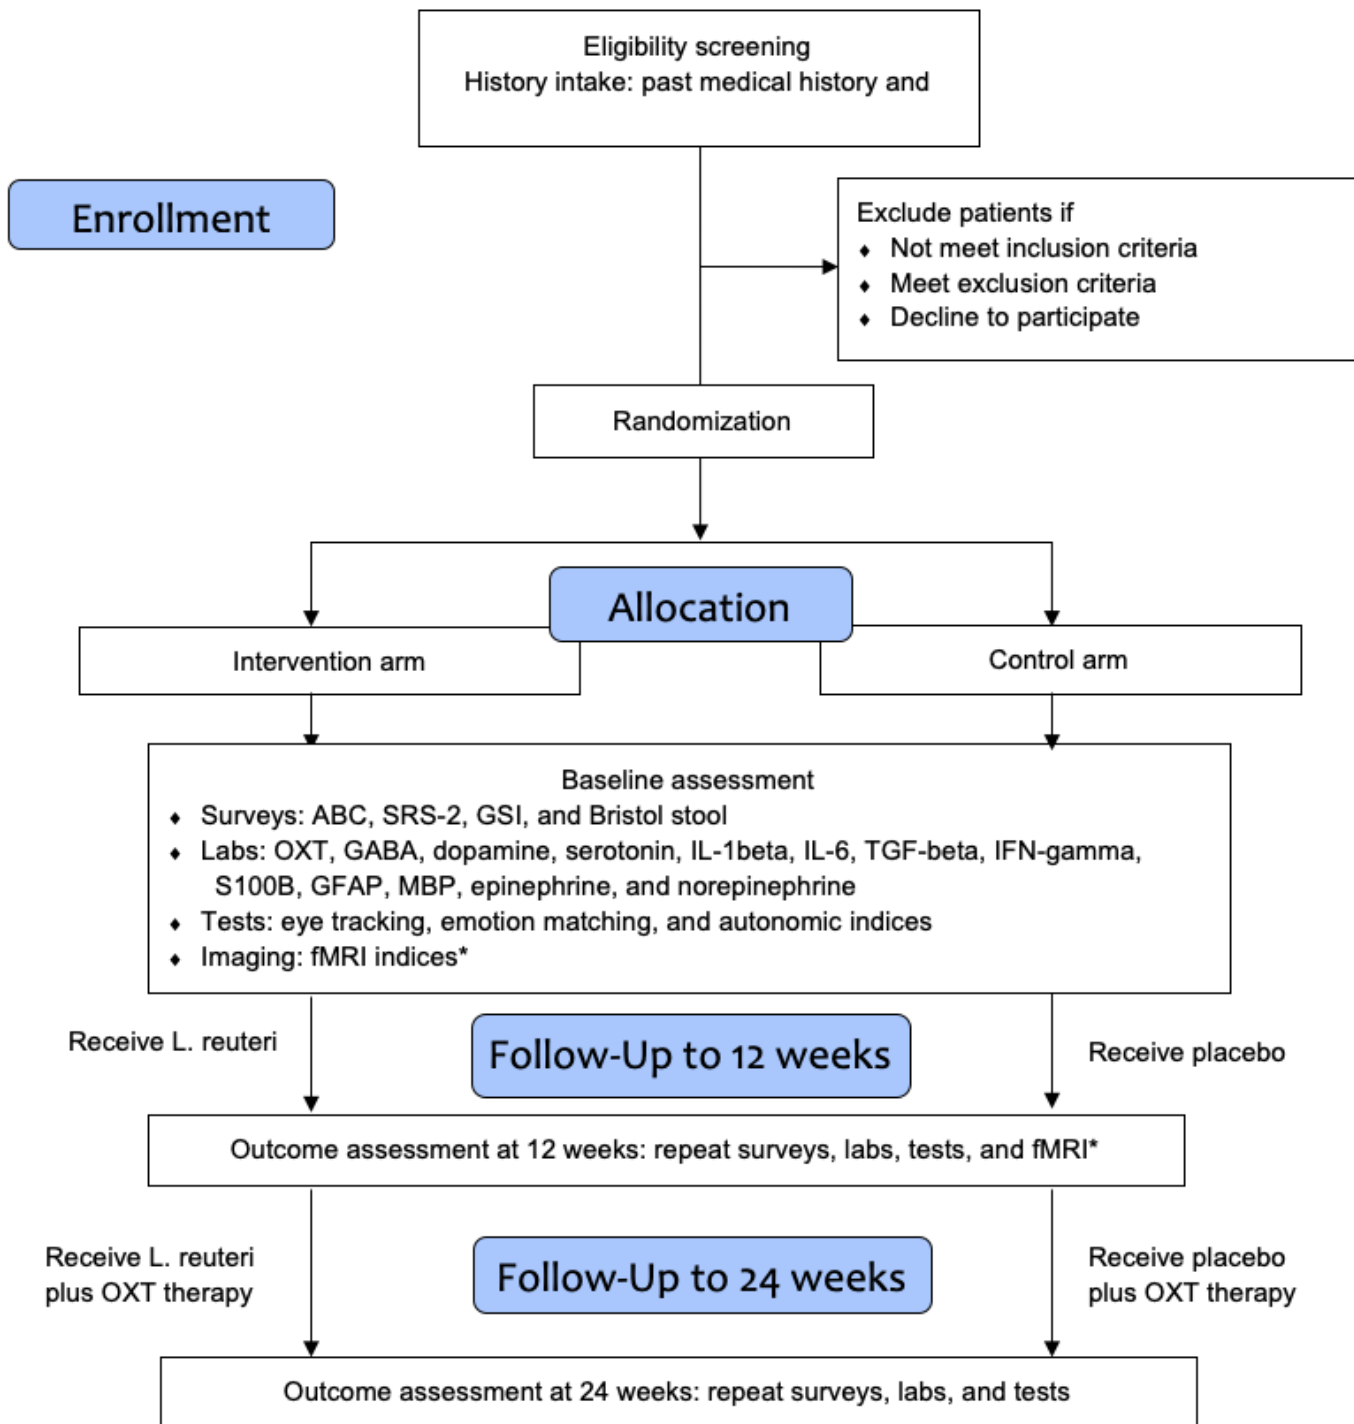 Eligibility screening
History intake: past medical history and
Enrollment
Exclude patients if
♦ Not meet inclusion criteria
♦ Meet exclusion criteria
♦ Decline to participate
Randomization
Allocation
Intervention arm
Control arm
Baseline assessment
♦ Surveys: ABC, SRS-2, GSI, and Bristol stool
♦ Labs: OXT, GABA, dopamine, serotonin, IL-1beta, IL-6, TGF-beta, IFN-gamma,
S100B, GFAP, MBP, epinephrine, and norepinephrine
♦ Tests: eye tracking, emotion matching, and autonomic indices
♦ Imaging: fMRI indices*
Receive L. reuteri
Follow-Up to 12 weeks
Receive placebo
Outcome assessment at 12 weeks: repeat surveys, labs, tests, and fMRI*
Receive L. reuteri
plus OXT therapy
Follow-Up to 24 weeks
Receive placebo
plus OXT therapy
Outcome assessment at 24 weeks: repeat surveys, labs, and tests